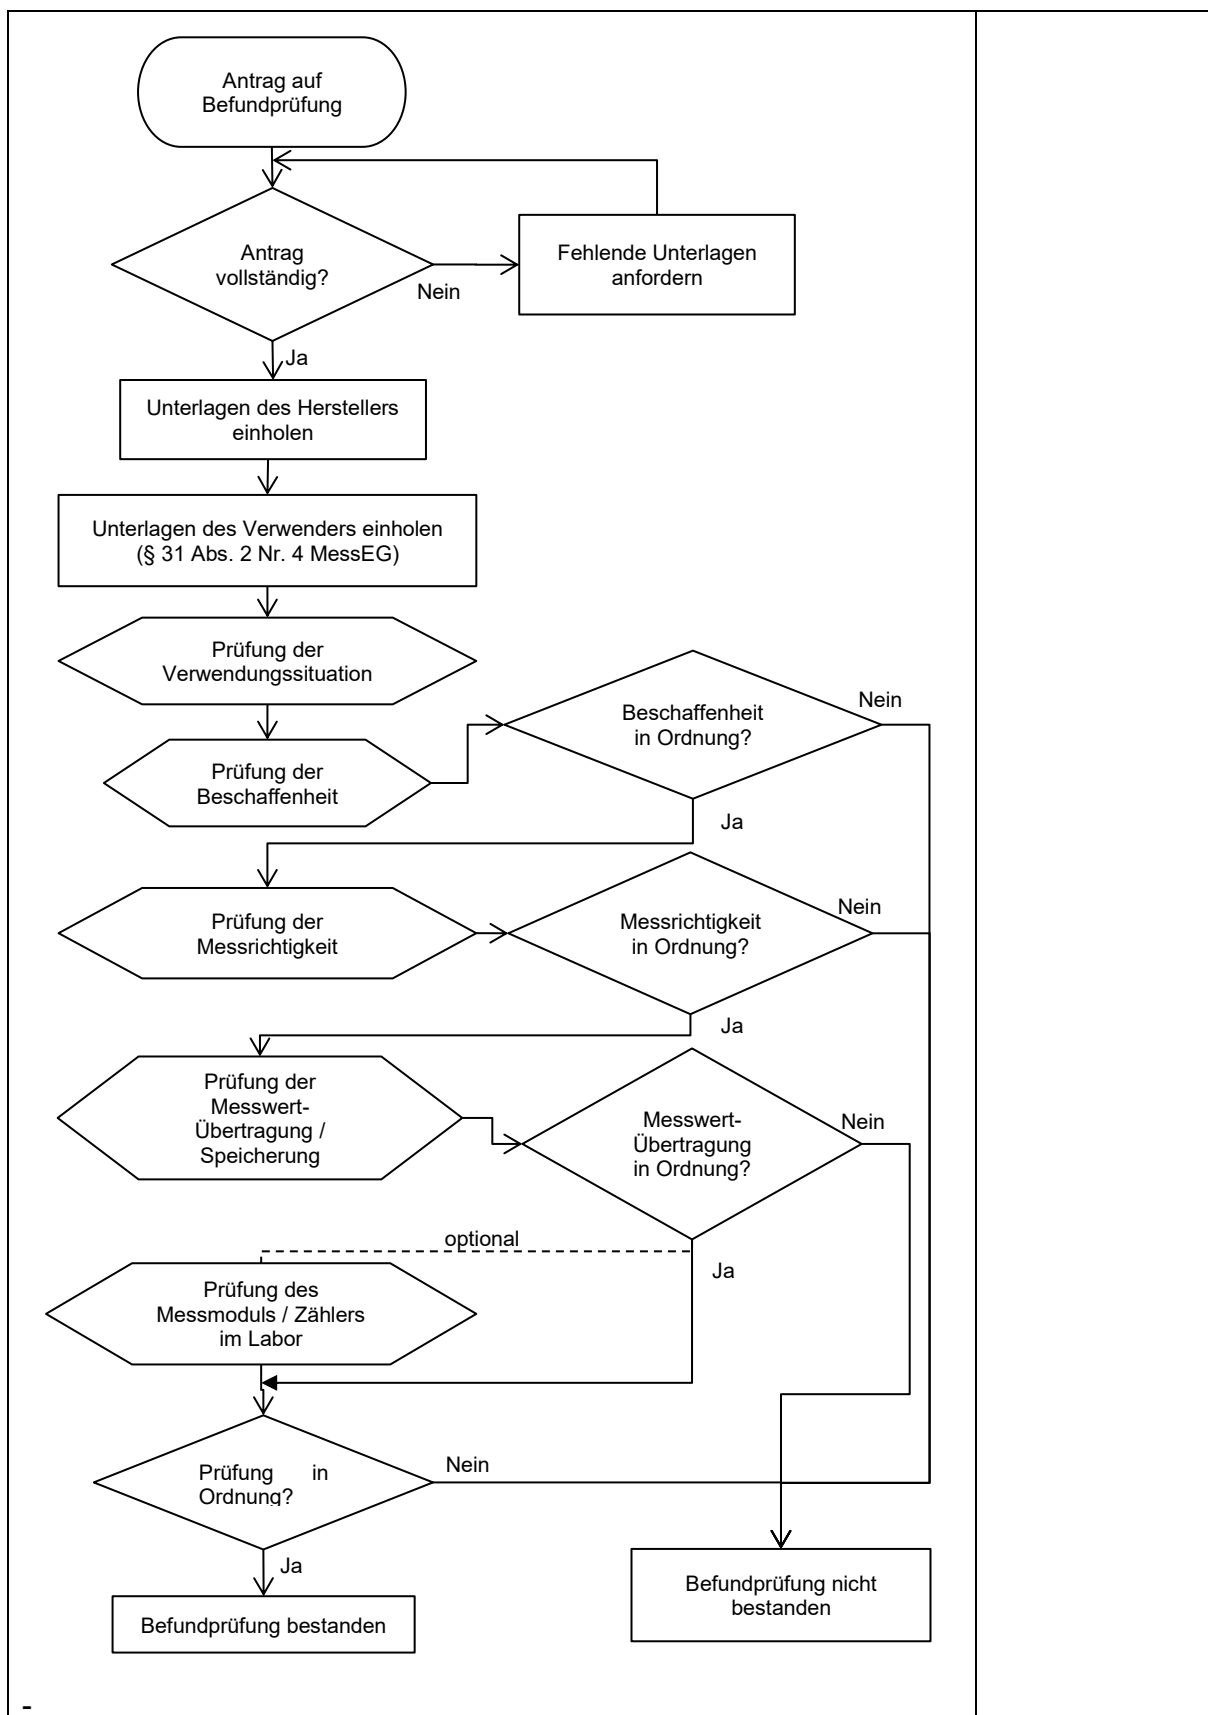 Antrag auf
Befundprüfung
Antrag
vollständig?
Nein
Fehlende Unterlagen
anfordern
Ja
Unterlagen des Herstellers
einholen
Unterlagen des Verwenders einholen
(§ 31 Abs. 2 Nr. 4 MessEG)
Prüfung der
Verwendungssituation
Prüfung der
Beschaffenheit
Beschaffenheit
in Ordnung?
Nein
Ja
Prüfung der
Messrichtigkeit
Messrichtigkeit
in Ordnung?
Nein
Ja
Prüfung der
Messwert-
Übertragung /
Speicherung
Messwert-
Übertragung
in Ordnung?
Nein
optional
Ja
Prüfung des
Messmoduls / Zählers
im Labor
Prüfung in
Ordnung?
Nein
Ja
Befundprüfung bestanden
Befundprüfung nicht
bestanden
-